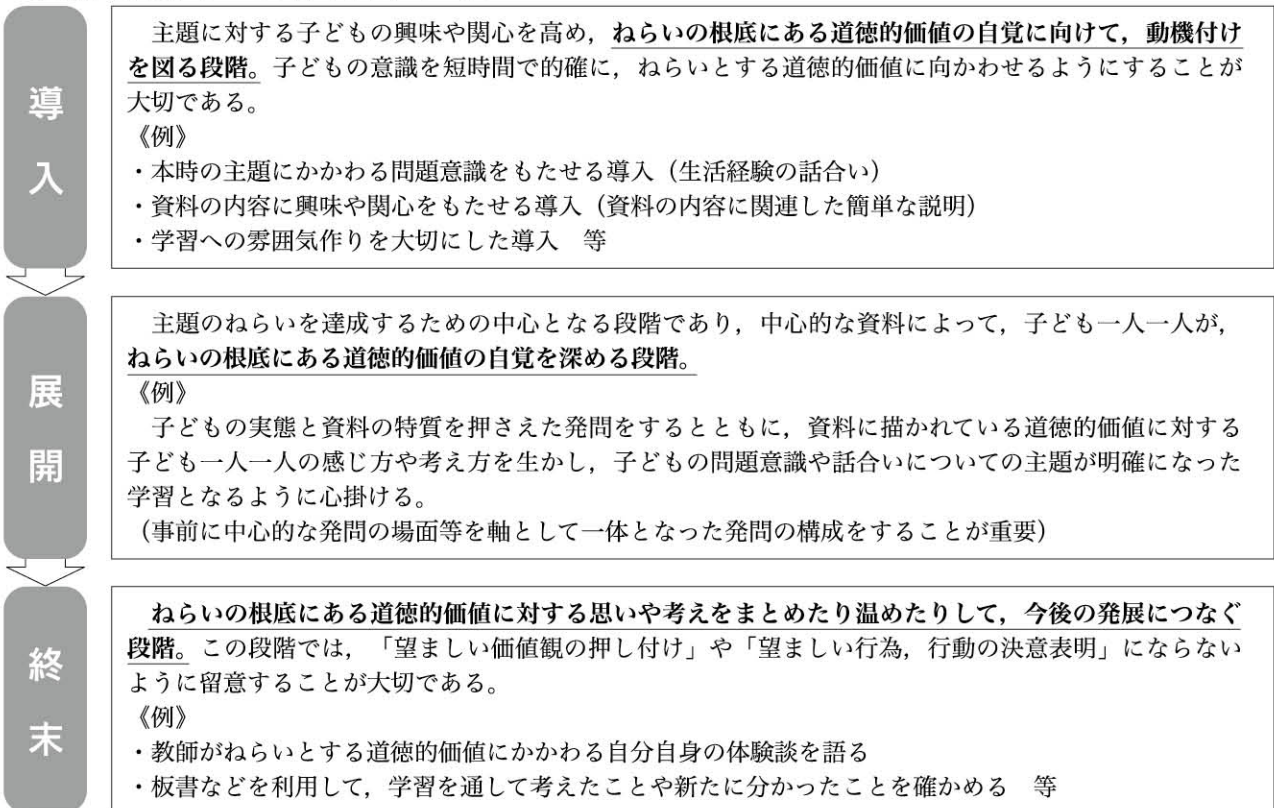 導入
主題に対する子どもの興味や関心を高め，ねらいの根底にある道徳的価値の自覚に向けて，動機付け
を図る段階。子どもの意識を短時間で的確に，ねらいとする道徳的価値に向かわせるようにすることが
大切である。
《例》
・本時の主題にかかわる問題意識をもたせる導入（生活経験の話合い）
・資料の内容に興味や関心をもたせる導入（資料の内容に関連した簡単な説明）
・学習への雰囲気作りを大切にした導入　等
展開
主題のねらいを達成するための中心となる段階であり，中心的な資料によって，子ども一人一人が，
ねらいの根底にある道徳的価値の自覚を深める段階。
《例》
子どもの実態と資料の特質を押さえた発問をするとともに，資料に描かれている道徳的価値に対する
子ども一人一人の感じ方や考え方を生かし，子どもの問題意識や話合いについての主題が明確になった
学習となるように心掛ける。
（事前に中心的な発問の場面等を軸として一体となった発問の構成をすることが重要）
終末
ねらいの根底にある道徳的価値に対する思いや考えをまとめたり温めたりして，今後の発展につなぐ
段階。この段階では，「望ましい価値観の押し付け」や「望ましい行為，行動の決意表明」にならない
ように留意することが大切である。
《例》
・教師がねらいとする道徳的価値にかかわる自分自身の体験談を語る
・板書などを利用して，学習を通して考えたことや新たに分かったことを確かめる　等